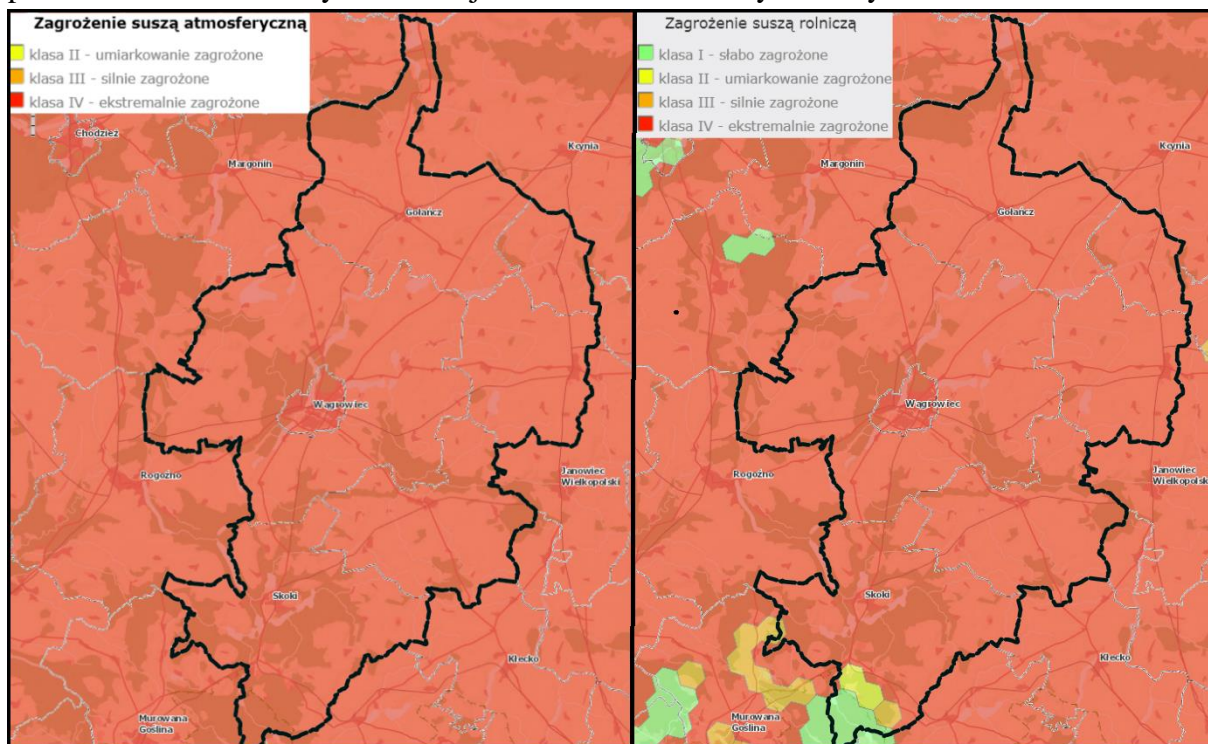 Zagrożenie suszą atmosferyczną
klasa II - umiarkowanie zagrożone
klasa III - silnie zagrożone
klasa IV - ekstremalnie zagrożone
Chodzież
Margonin
Kcynia
Gołańcz
Wągrowiec
Rogoźno
Janowiec
Wielkopolski
Skoki
Kłecko
Murowana
Goślina
Zagrożenie suszą rolniczą
klasa I - słabo zagrożone
klasa II - umiarkowanie zagrożone
klasa III - silnie zagrożone
klasa IV - ekstremalnie zagrożone
Margonin
Kcynia
Gołańcz
Wągrowiec
Rogoźno
Janowiec
Wielkopolski
Skoki
Kłecko
Murowana
Goślina